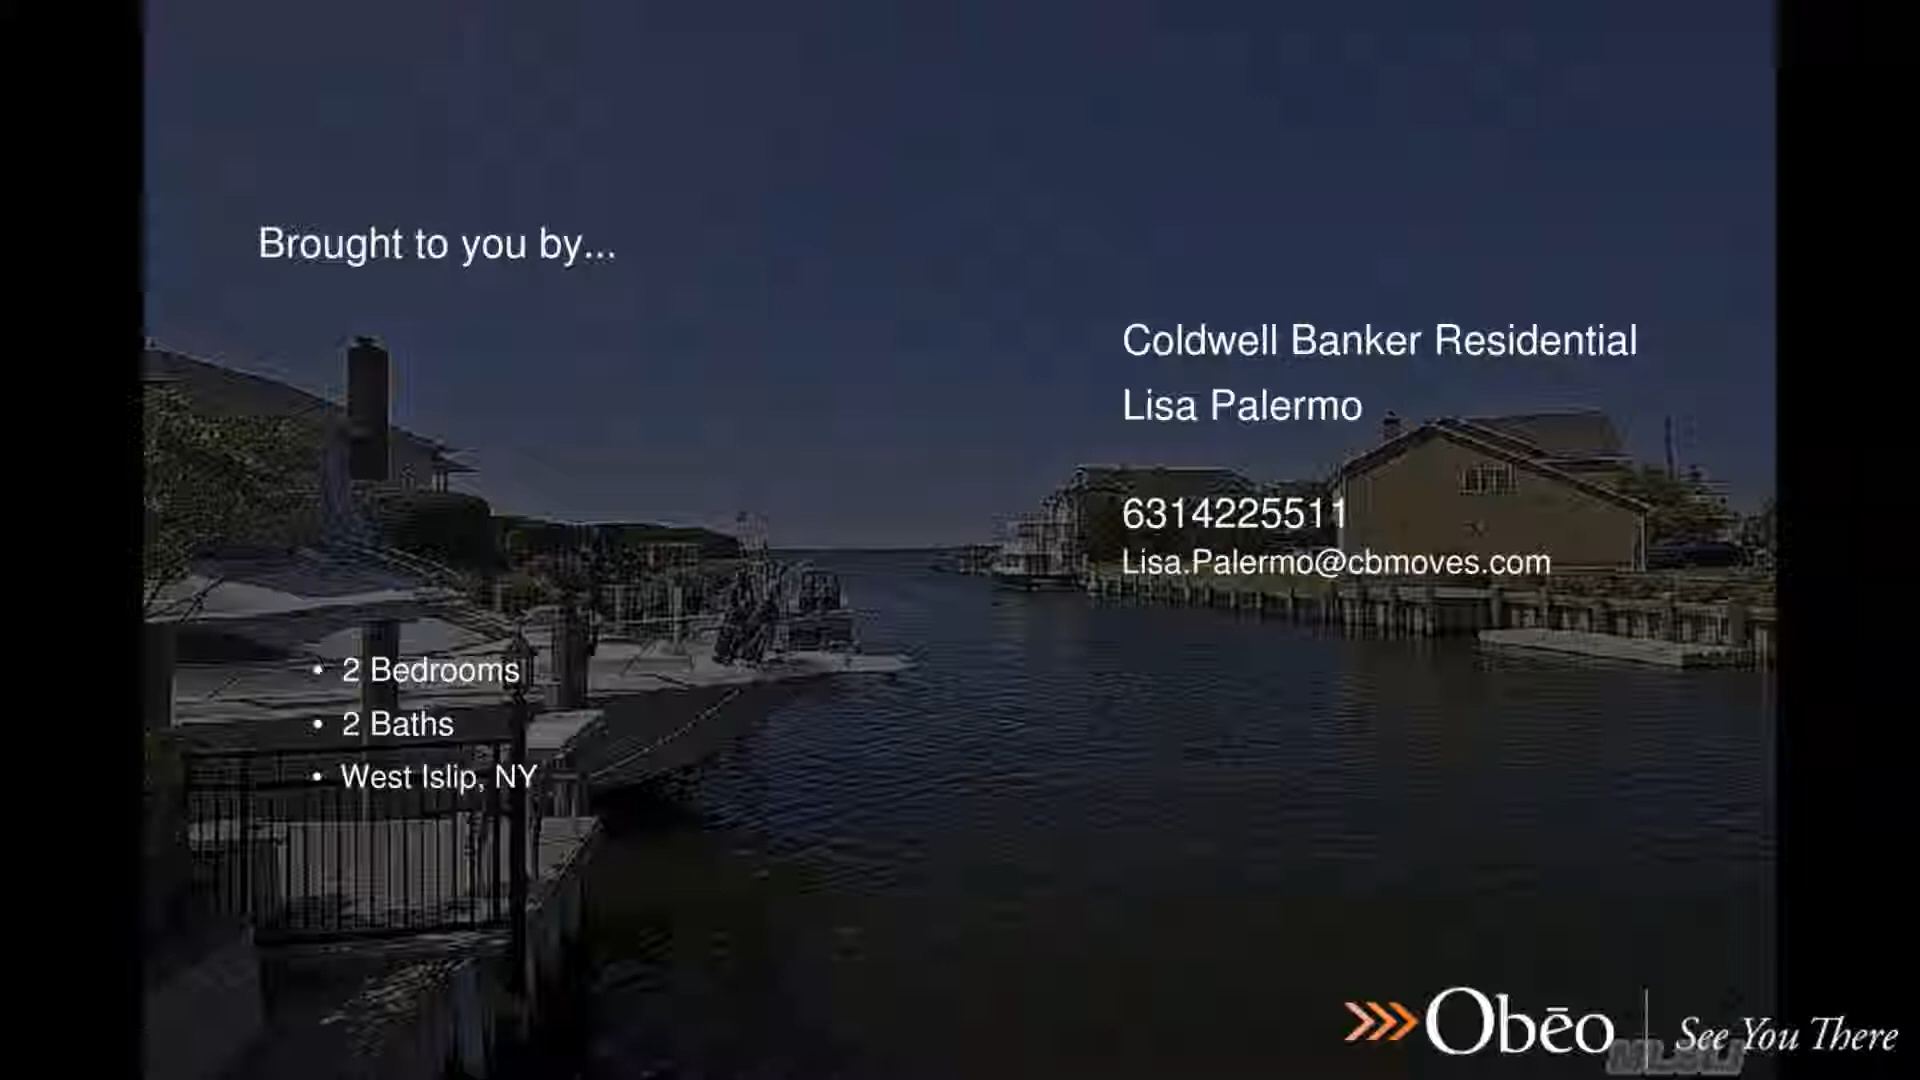 Brought to you by...
Coldwell Banker Residential
Lisa Palermo
6314225511
Lisa.Palermo@cbmoves.com
• 2 Bedrooms
• 2 Baths
• West Islip, NY
Obēo | See You There